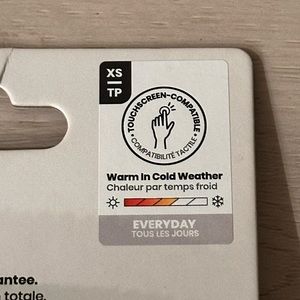 XS
TP
• TOUCHSCREEN-COMPATIBLE •
COMPATIBILITÉ TACTILE
Warm In Cold Weather
Chaleur par temps froid
EVERYDAY
TOUS LES JOURS
totale.